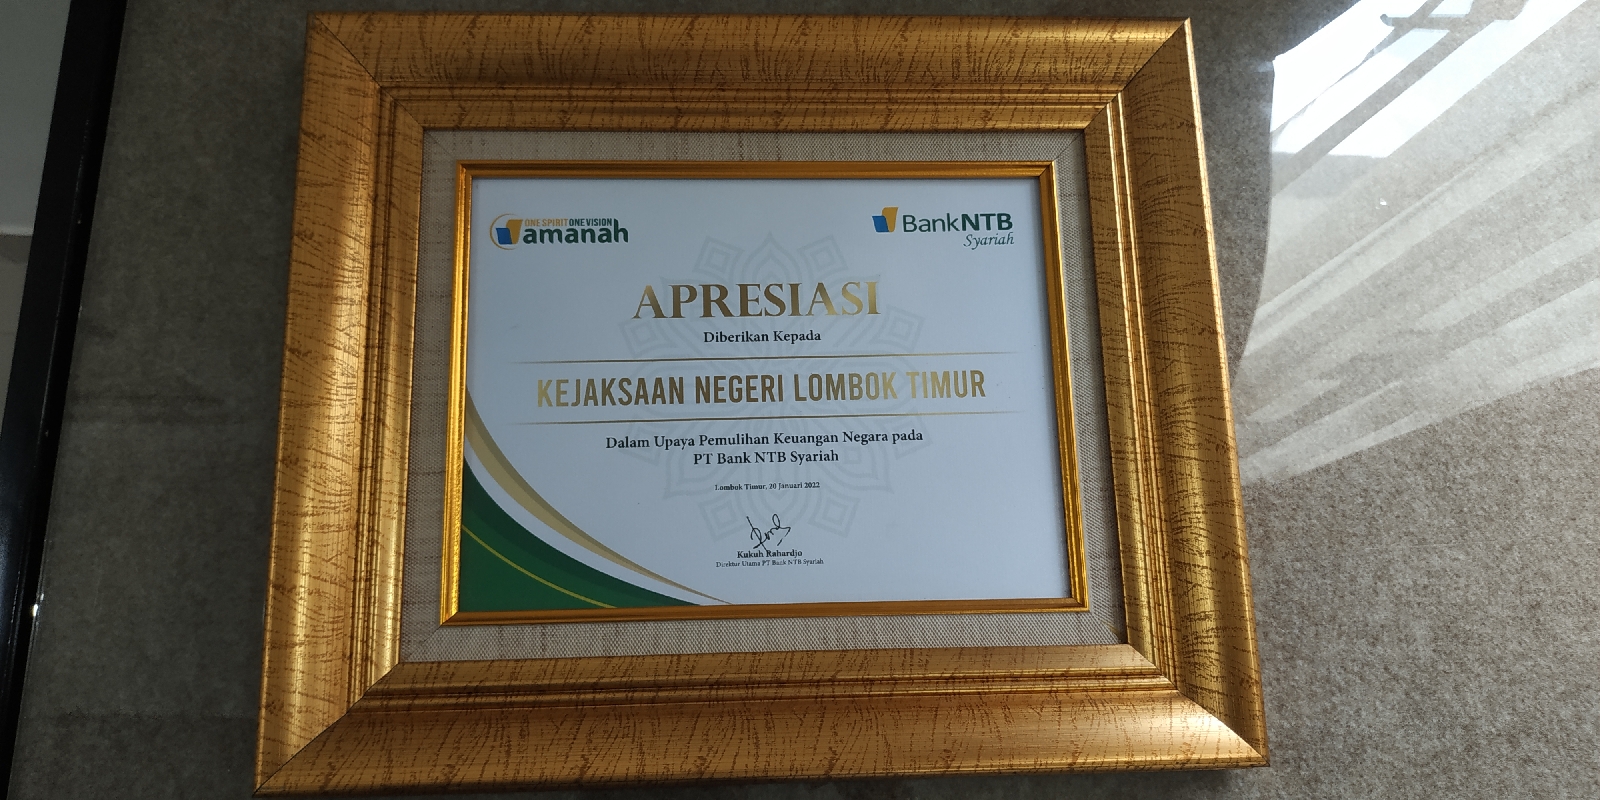 ONE SPIRIT ONE VISION
amanah
BankNTB
Syariah
APRESIASI
Diberikan Kepada
KEJAKSAAN NEGERI LOMBOK TIMUR
Dalam Upaya Pemulihan Keuangan Negara pada
PT Bank NTB Syariah
Lombok Timur, 20 Januari 2022
Kukuh Rahardjo
Direktur Utama PT Bank NTB Syariah